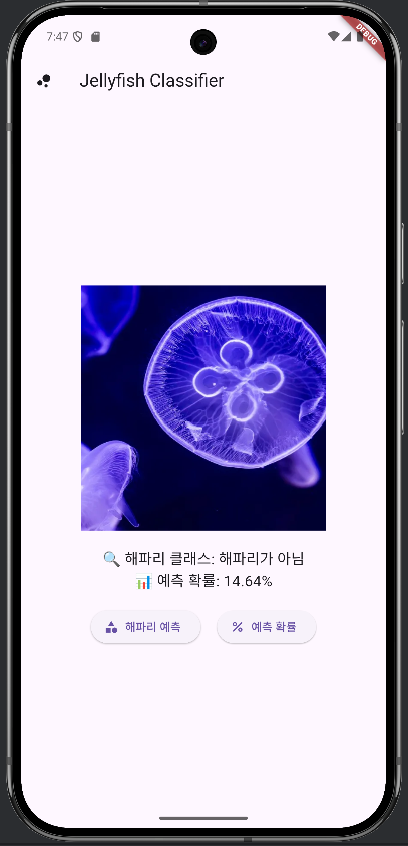 7:47
DEBUG
Jellyfish Classifier
🔍 해파리 클래스: 해파리가 아님
📊 예측 확률: 14.64%
해파리 예측
% 예측 확률